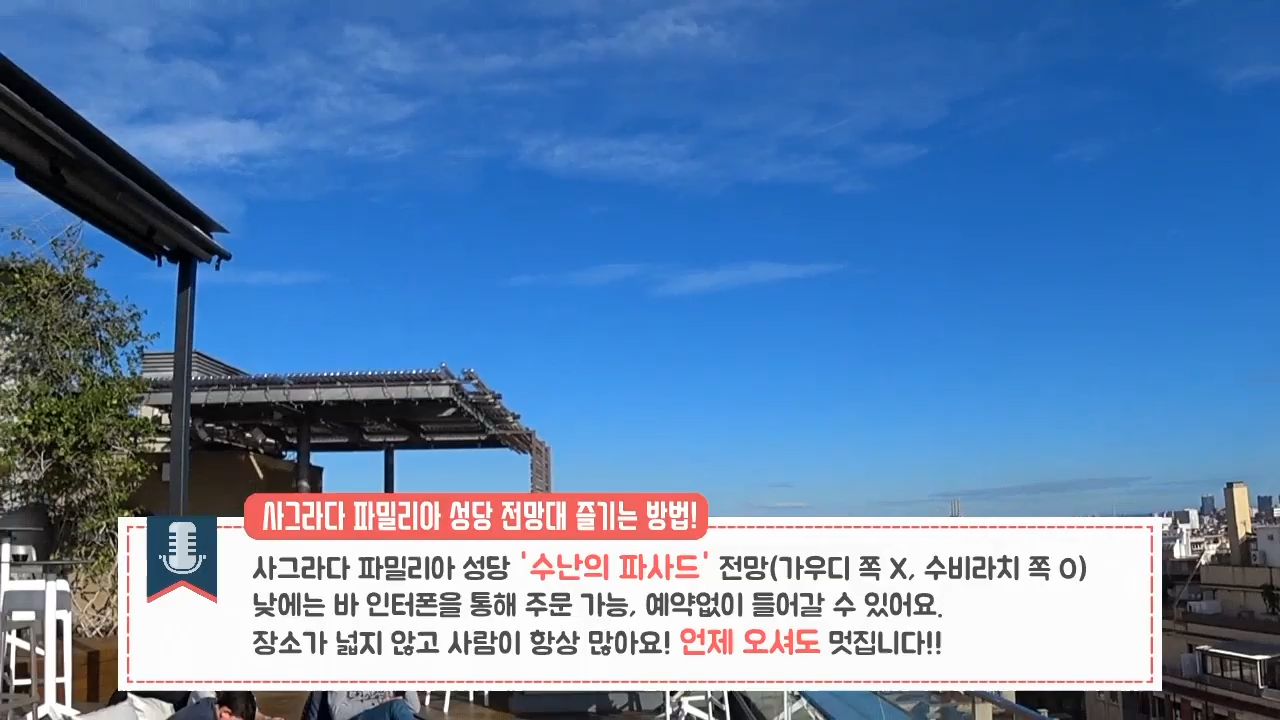 사그라다 파밀리아 성당 전망대 즐기는 방법!
사그라다 파밀리아 성당 '수난의 파사드' 전망(가우디 쪽 X, 수비라치 쪽 O)
낮에는 바 인터폰을 통해 주문 가능, 예약없이 들어갈 수 있어요.
장소가 넓지 않고 사람이 항상 많아요! 언제 오셔도 멋집니다!!